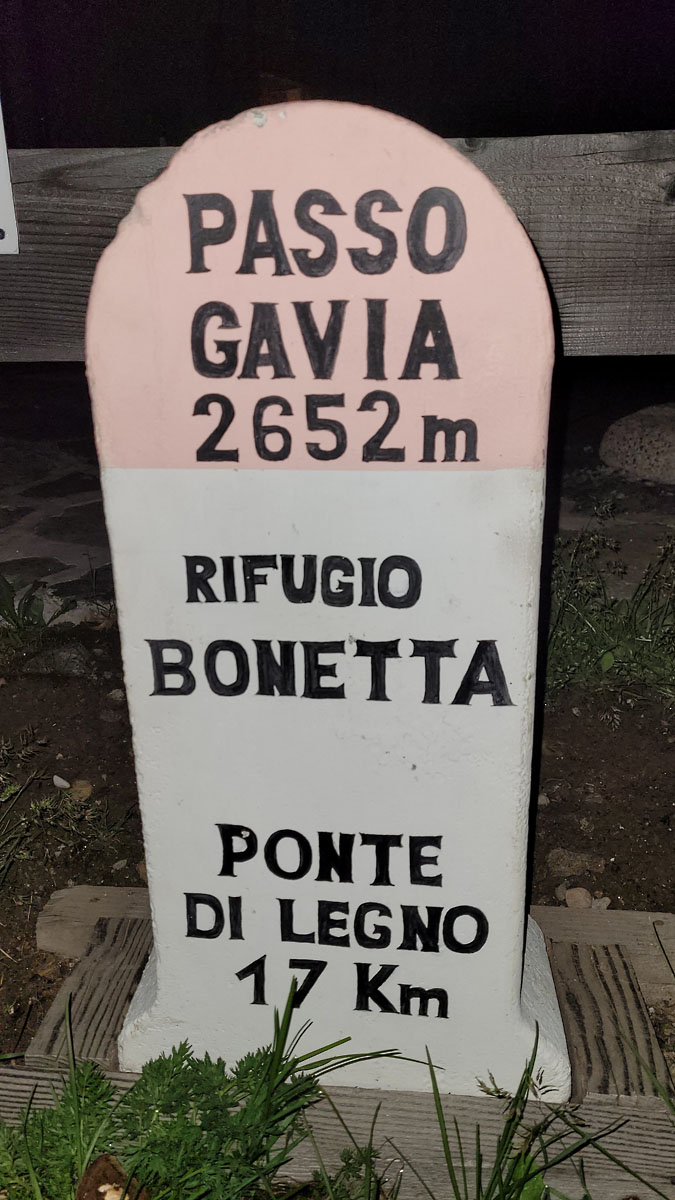 PASSO
GAVIA
2652m
RIFUGIO
BONETTA
PONTE
DI LEGNO
17 Km